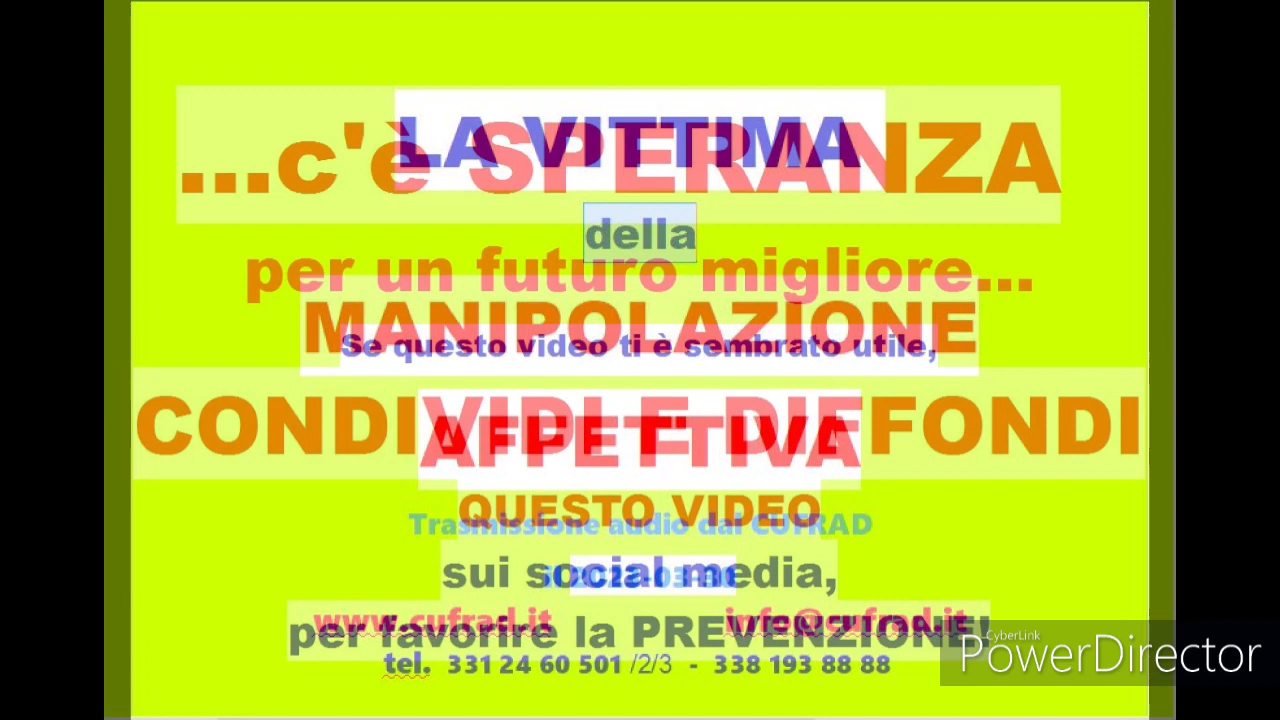 LA VITTIMA
...c'è SPERANZA
della
per un futuro migliore...
MANIPOLAZIONE
Se questo video ti è sembrato utile,
CONDIVIDI E DIFFONDI
AFFETTIVA
QUESTO VIDEO
Trasmissione audio dal CUFRAD
sui social media,
www.cufrad.it info@cufrad.it
per favorire la PREVENZIONE!
tel. 331 24 60 501 /2/3 - 338 193 88 88
CyberLink
PowerDirector